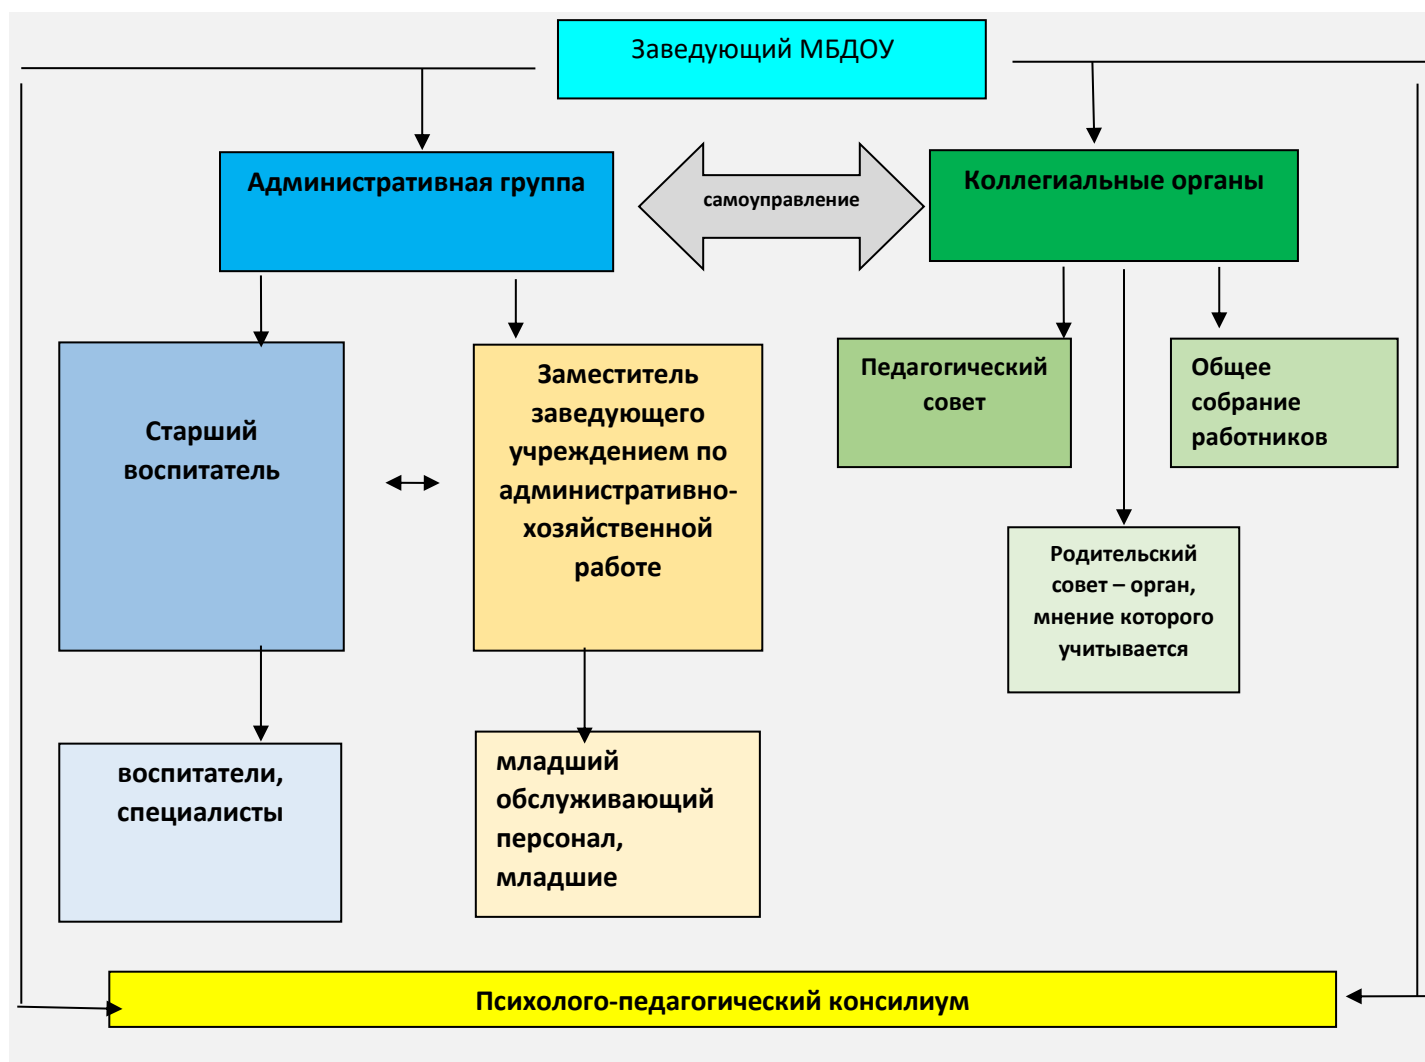 Заведующий МБДОУ
Административная группа
самоуправление
Коллегиальные органы
Старший
воспитатель
Заместитель
заведующего
учреждением по
административно-
хозяйственной
работе
Педагогический
совет
Общее
собрание
работников
Родительский
совет – орган,
мнение которого
учитывается
воспитатели,
специалисты
младший
обслуживающий
персонал,
младшие
Психолого-педагогический консилиум